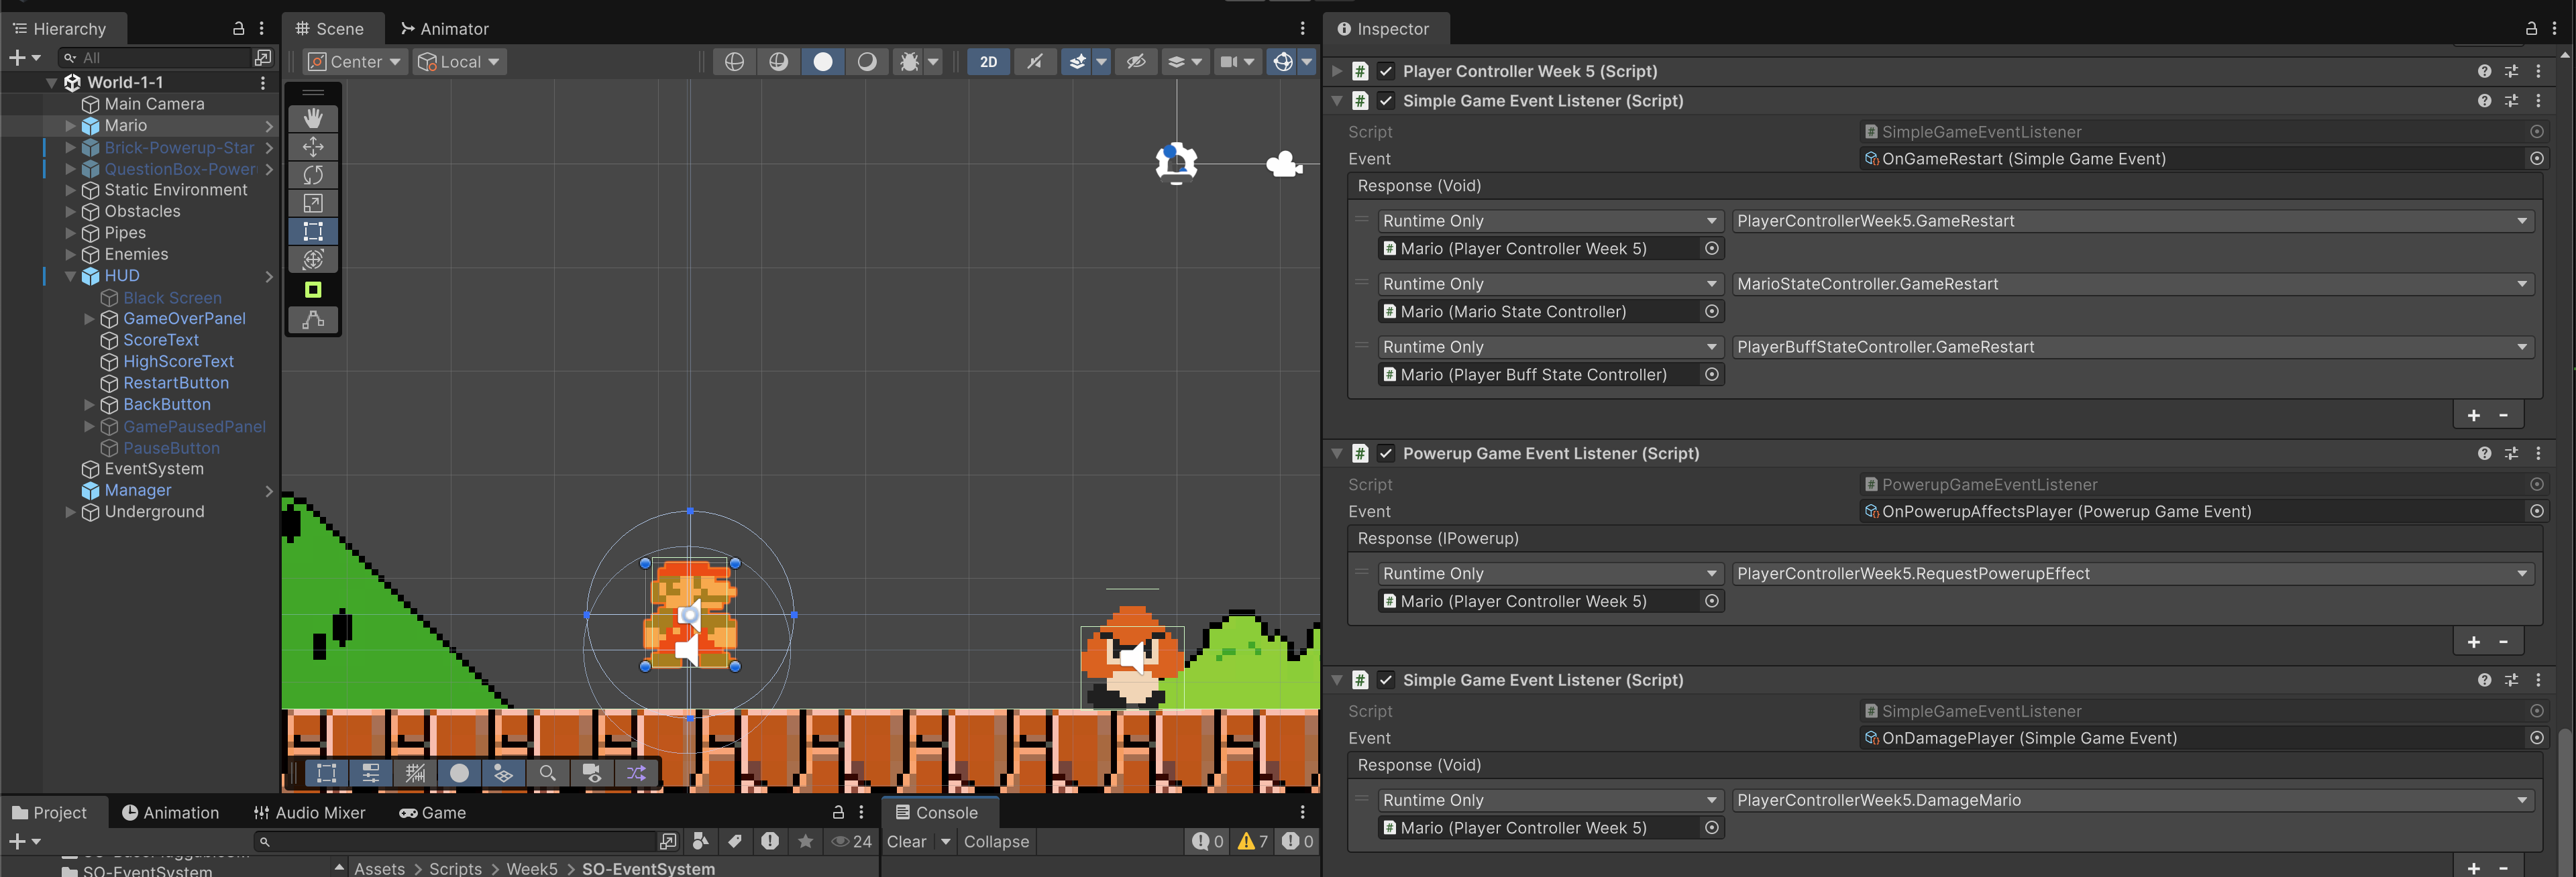 Hierarchy
All
World-1-1
Main Camera
Mario
Brick-Powerup-Star
QuestionBox-Power
Static Environment
Obstacles
Pipes
Enemies
HUD
Black Screen
GameOverPanel
ScoreText
HighScoreText
RestartButton
BackButton
GamePausedPanel
PauseButton
EventSystem
Manager
Underground
Scene
Animator
Center
Local
2D
Project
Animation
Audio Mixer
Game
24
SO-EventSystem
Assets > Scripts > Week5 > SO-EventSystem
Console
Clear
Collapse
0
7
0
Inspector
Player Controller Week 5 (Script)
Simple Game Event Listener (Script)
Script
SimpleGameEventListener
Event
OnGameRestart (Simple Game Event)
Response (Void)
Runtime Only
PlayerControllerWeek5.GameRestart
Mario (Player Controller Week 5)
Runtime Only
MarioStateController.GameRestart
Mario (Mario State Controller)
Runtime Only
PlayerBuffStateController.GameRestart
Mario (Player Buff State Controller)
+ -
Powerup Game Event Listener (Script)
Script
PowerupGameEventListener
Event
OnPowerupAffectsPlayer (Powerup Game Event)
Response (IPowerup)
Runtime Only
PlayerControllerWeek5.RequestPowerupEffect
Mario (Player Controller Week 5)
+ -
Simple Game Event Listener (Script)
Script
SimpleGameEventListener
Event
OnDamagePlayer (Simple Game Event)
Response (Void)
Runtime Only
PlayerControllerWeek5.DamageMario
Mario (Player Controller Week 5)
+ -